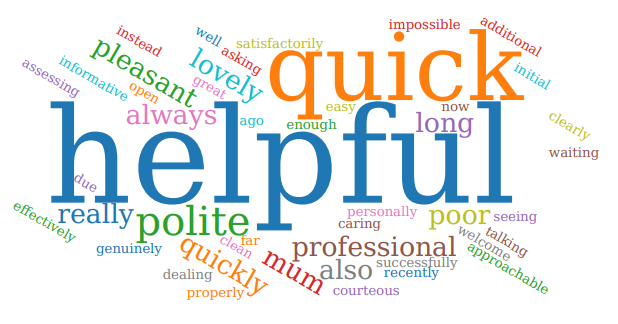 impossible
additional
instead
well
quick
pleasant
asking
satisfactorily
lovely
assessing
informative
initial
great
open
easy
now
helpful
always
ago
enough
long
clearly
waiting
due
effectively
really
polite
personally
poor
seeing
caring
welcome
talking
genuinely
quickly
clean
far
professional
approachable
mum
also
successfully
recently
dealing
properly
courteous